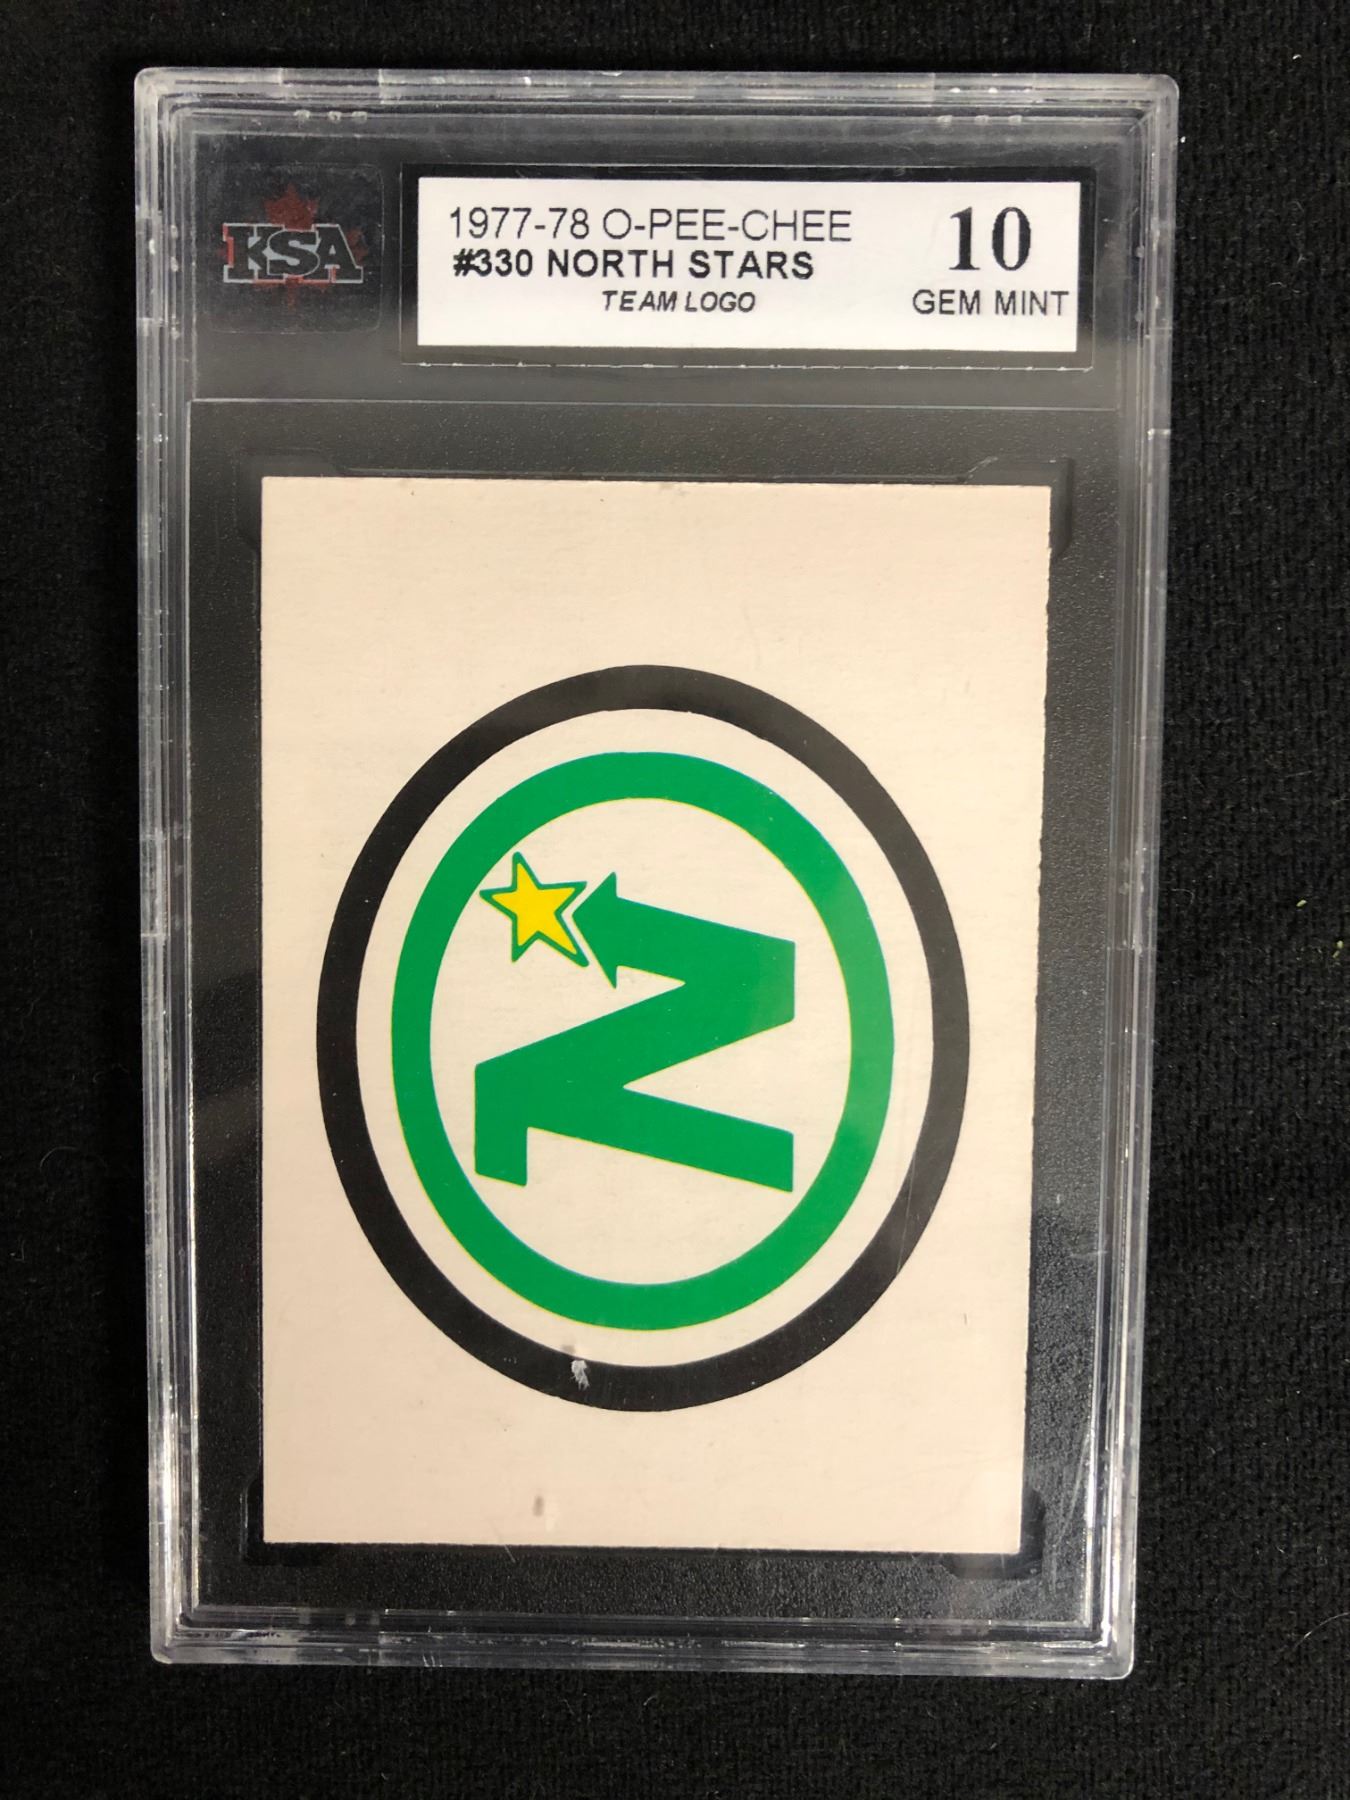 KSA
1977-78 O-PEE-CHEE
#330 NORTH STARS
TEAM LOGO
10
GEM MINT
N